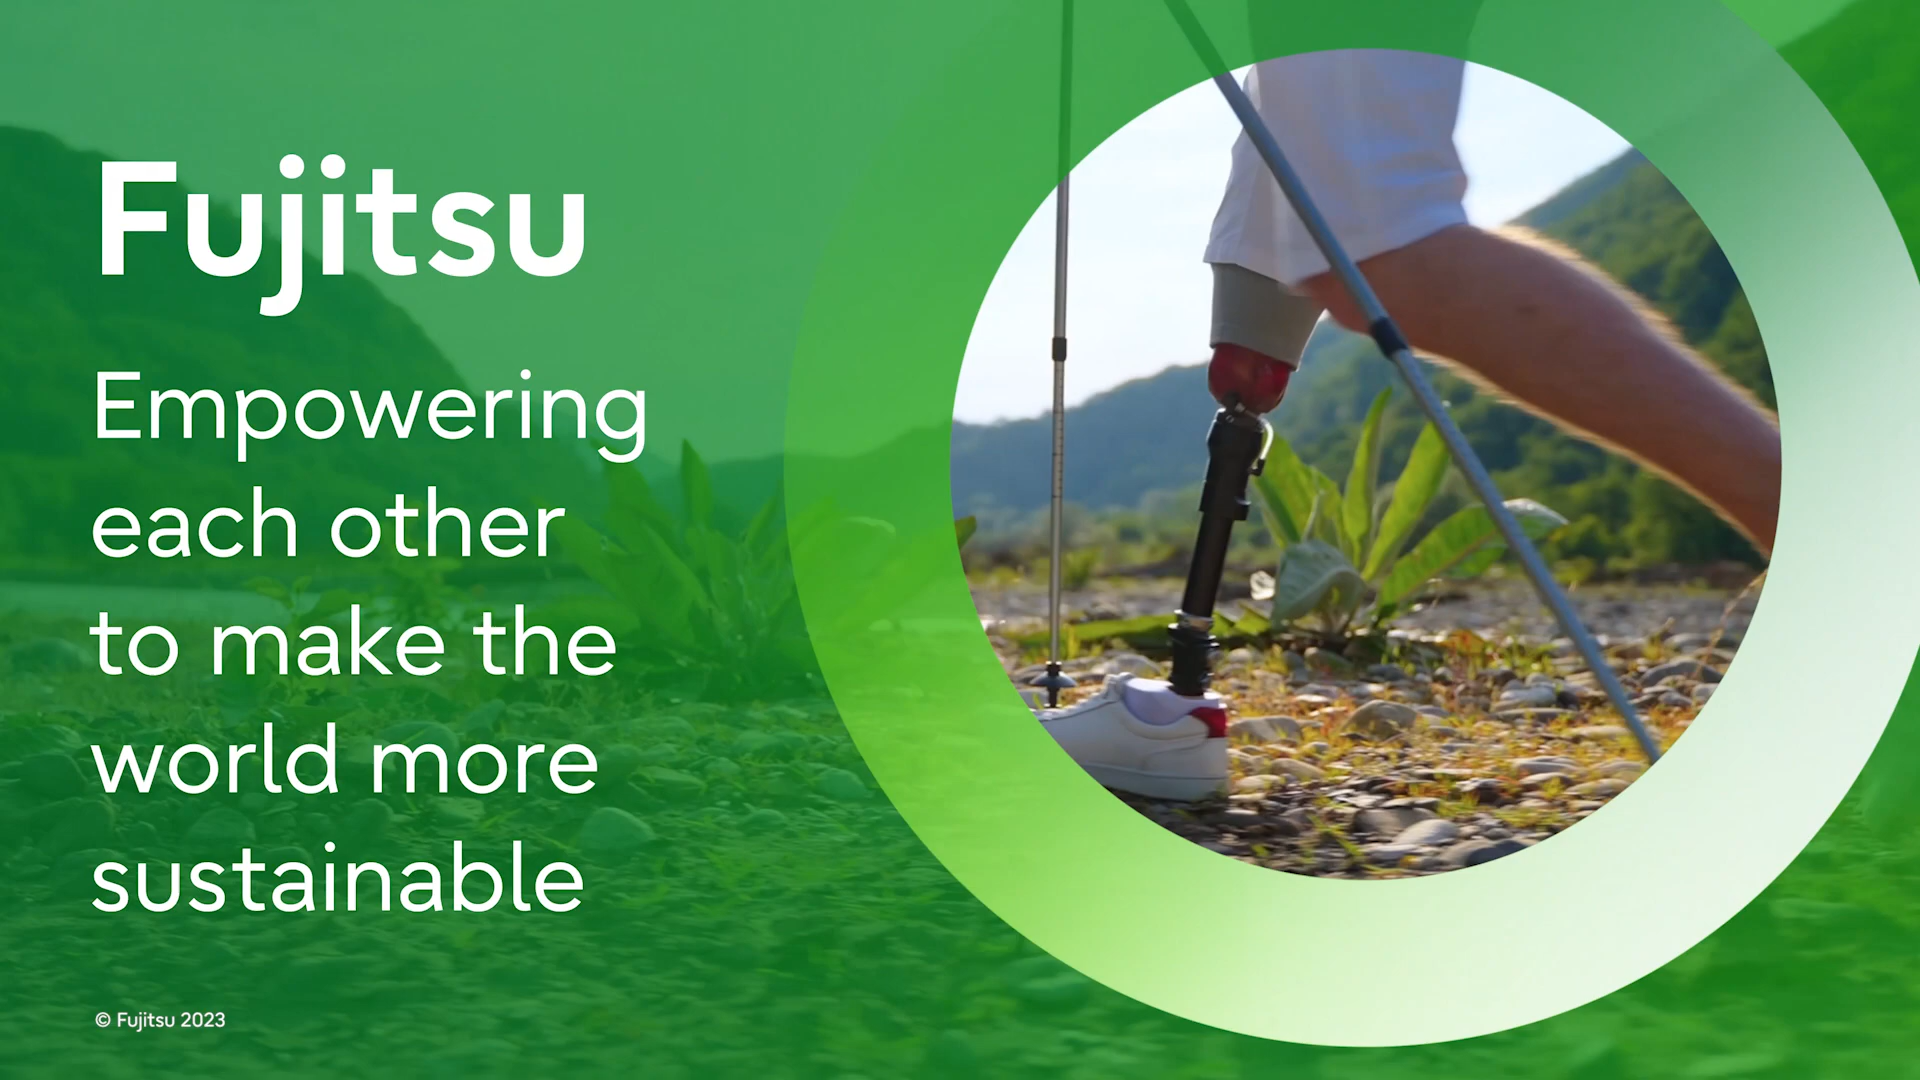 Fujitsu
Empowering
each other
to make the
world more
sustainable
© Fujitsu 2023